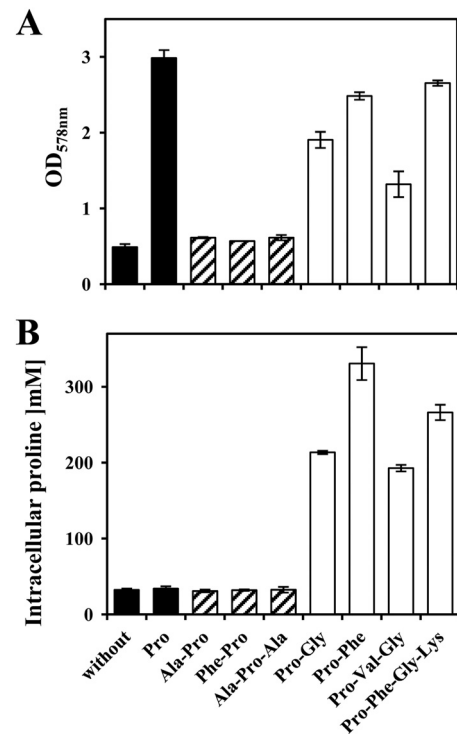 A
OD578nm
3
2
1
0
B
Intracellular proline [mM]
300
200
100
0
without
Pro
Ala-Pro
Phe-Pro
Ala-Pro-Ala
Pro-Gly
Pro-Phe
Pro-Val-Gly
Pro-Phe-Gly-Lys